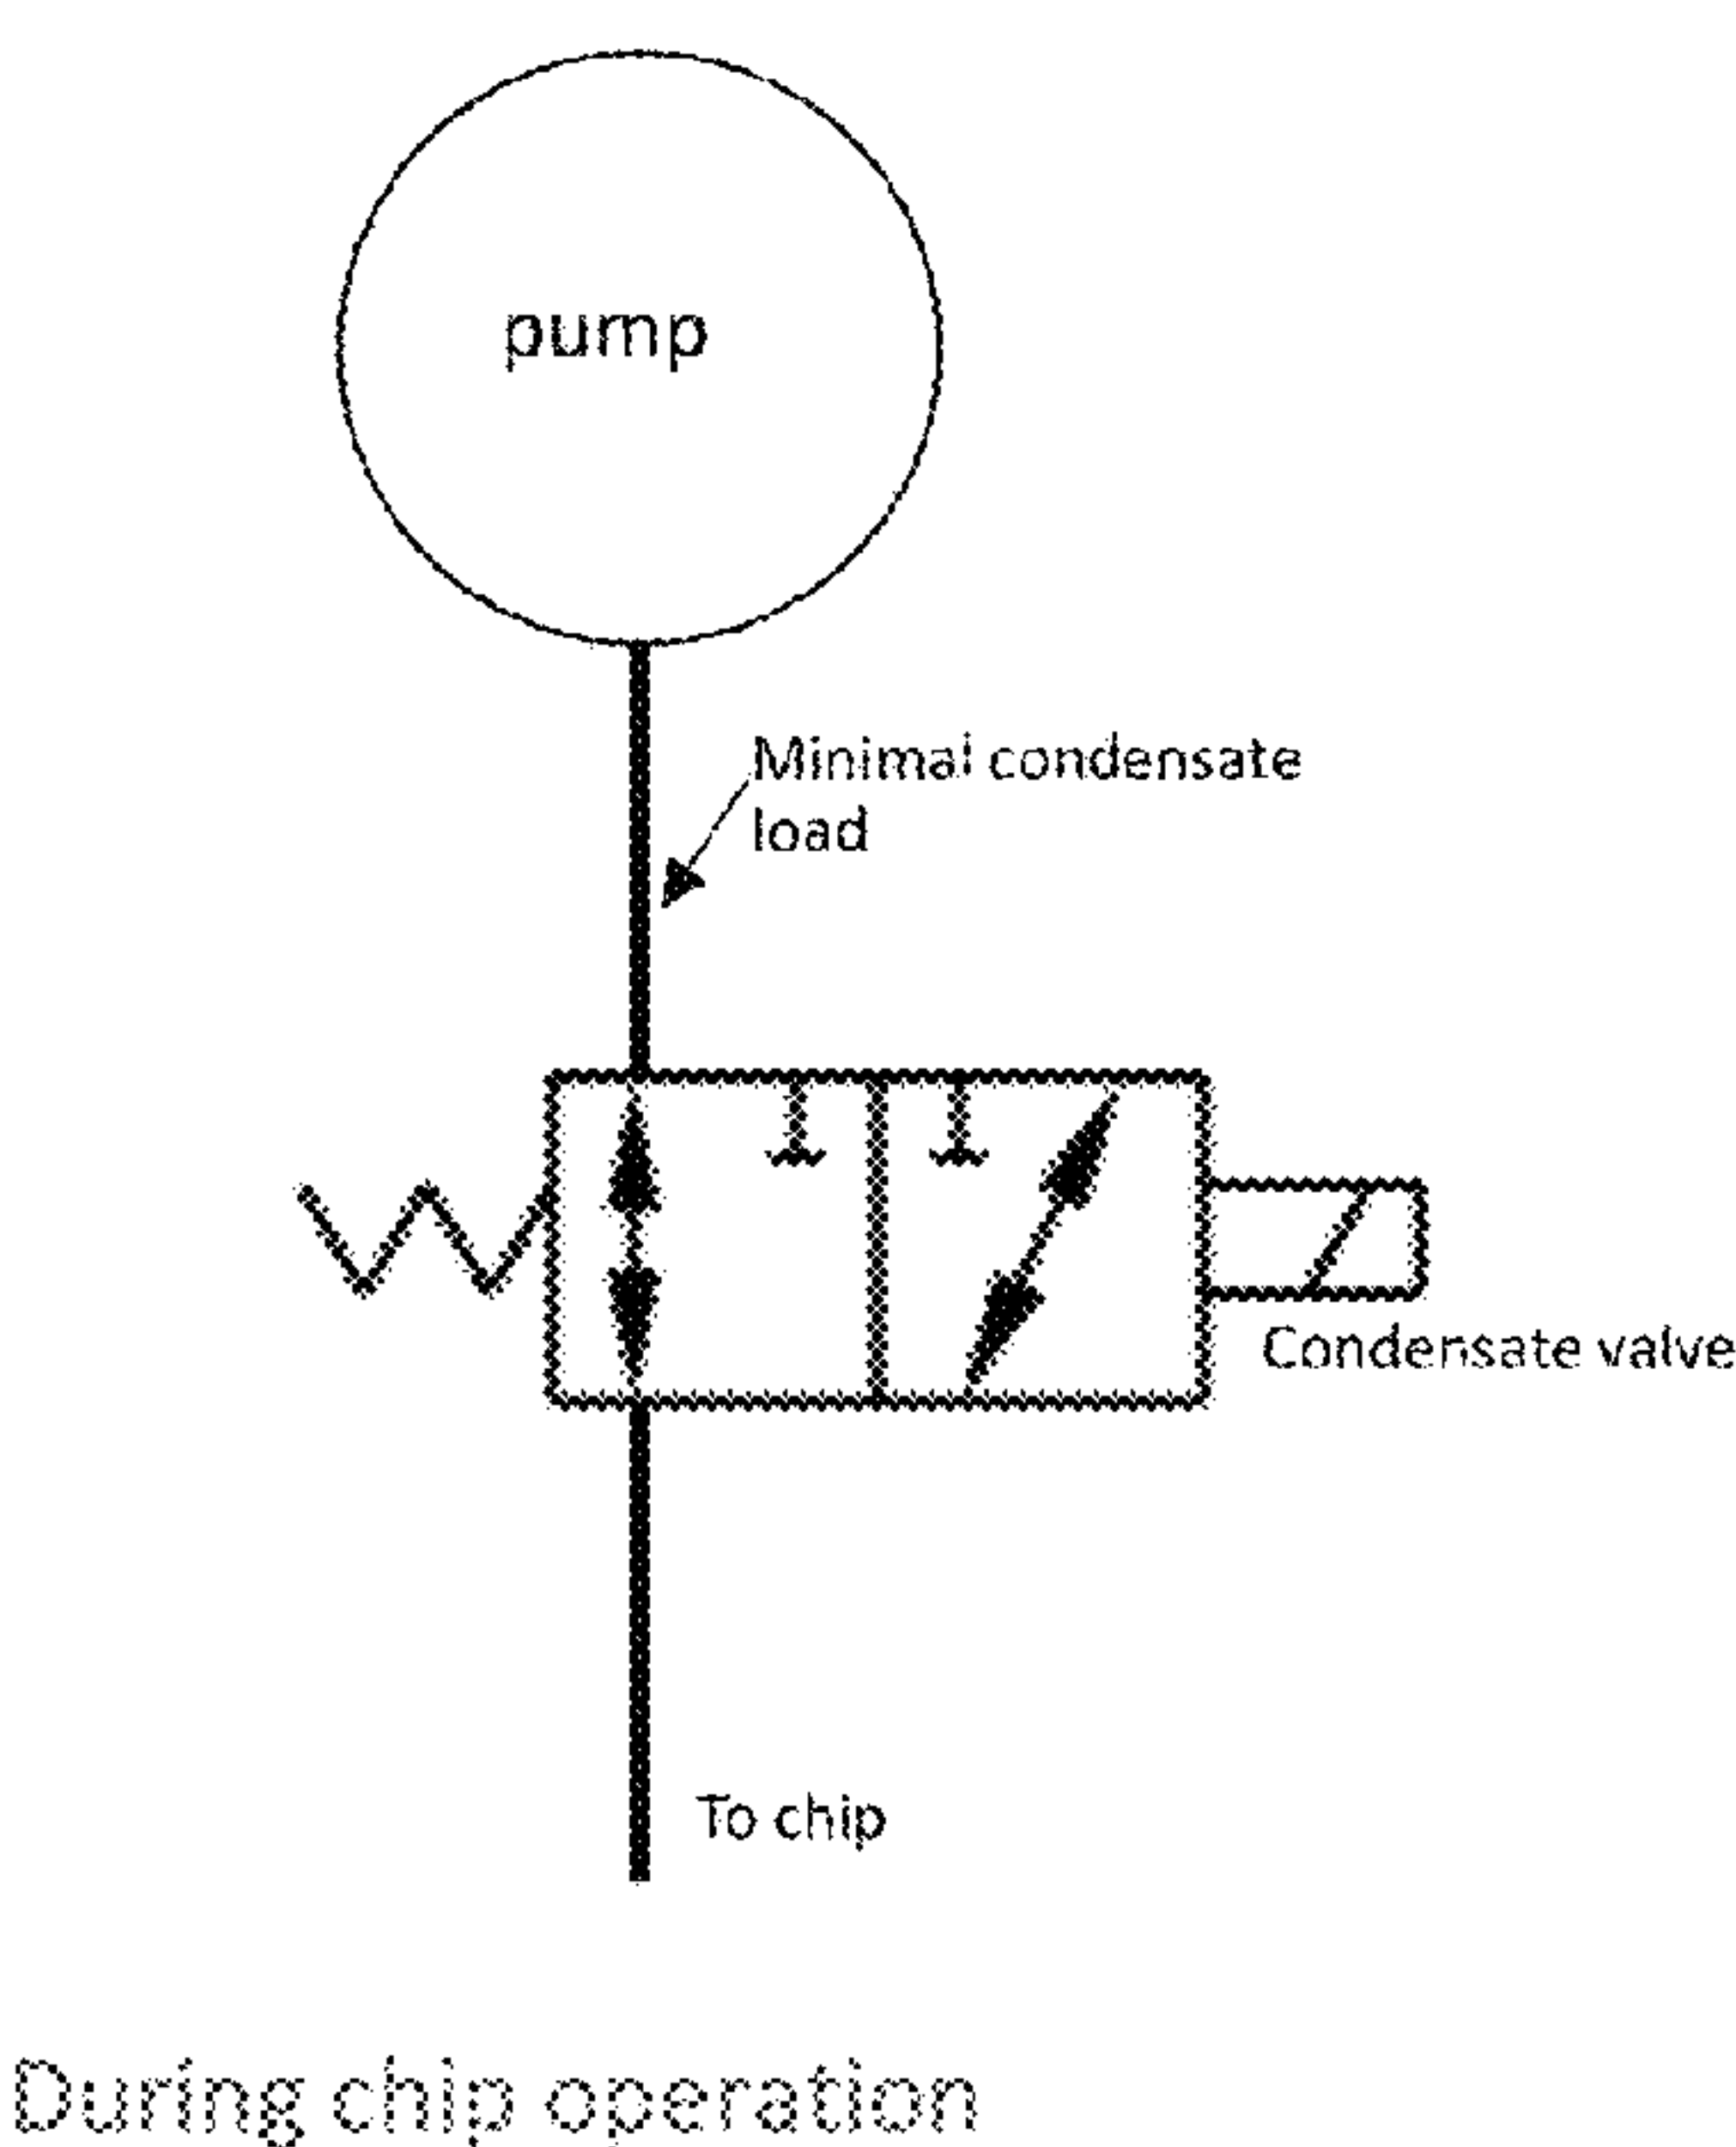 pump
Minimal condensate
load
Condensate valve
To chip
During chip operation